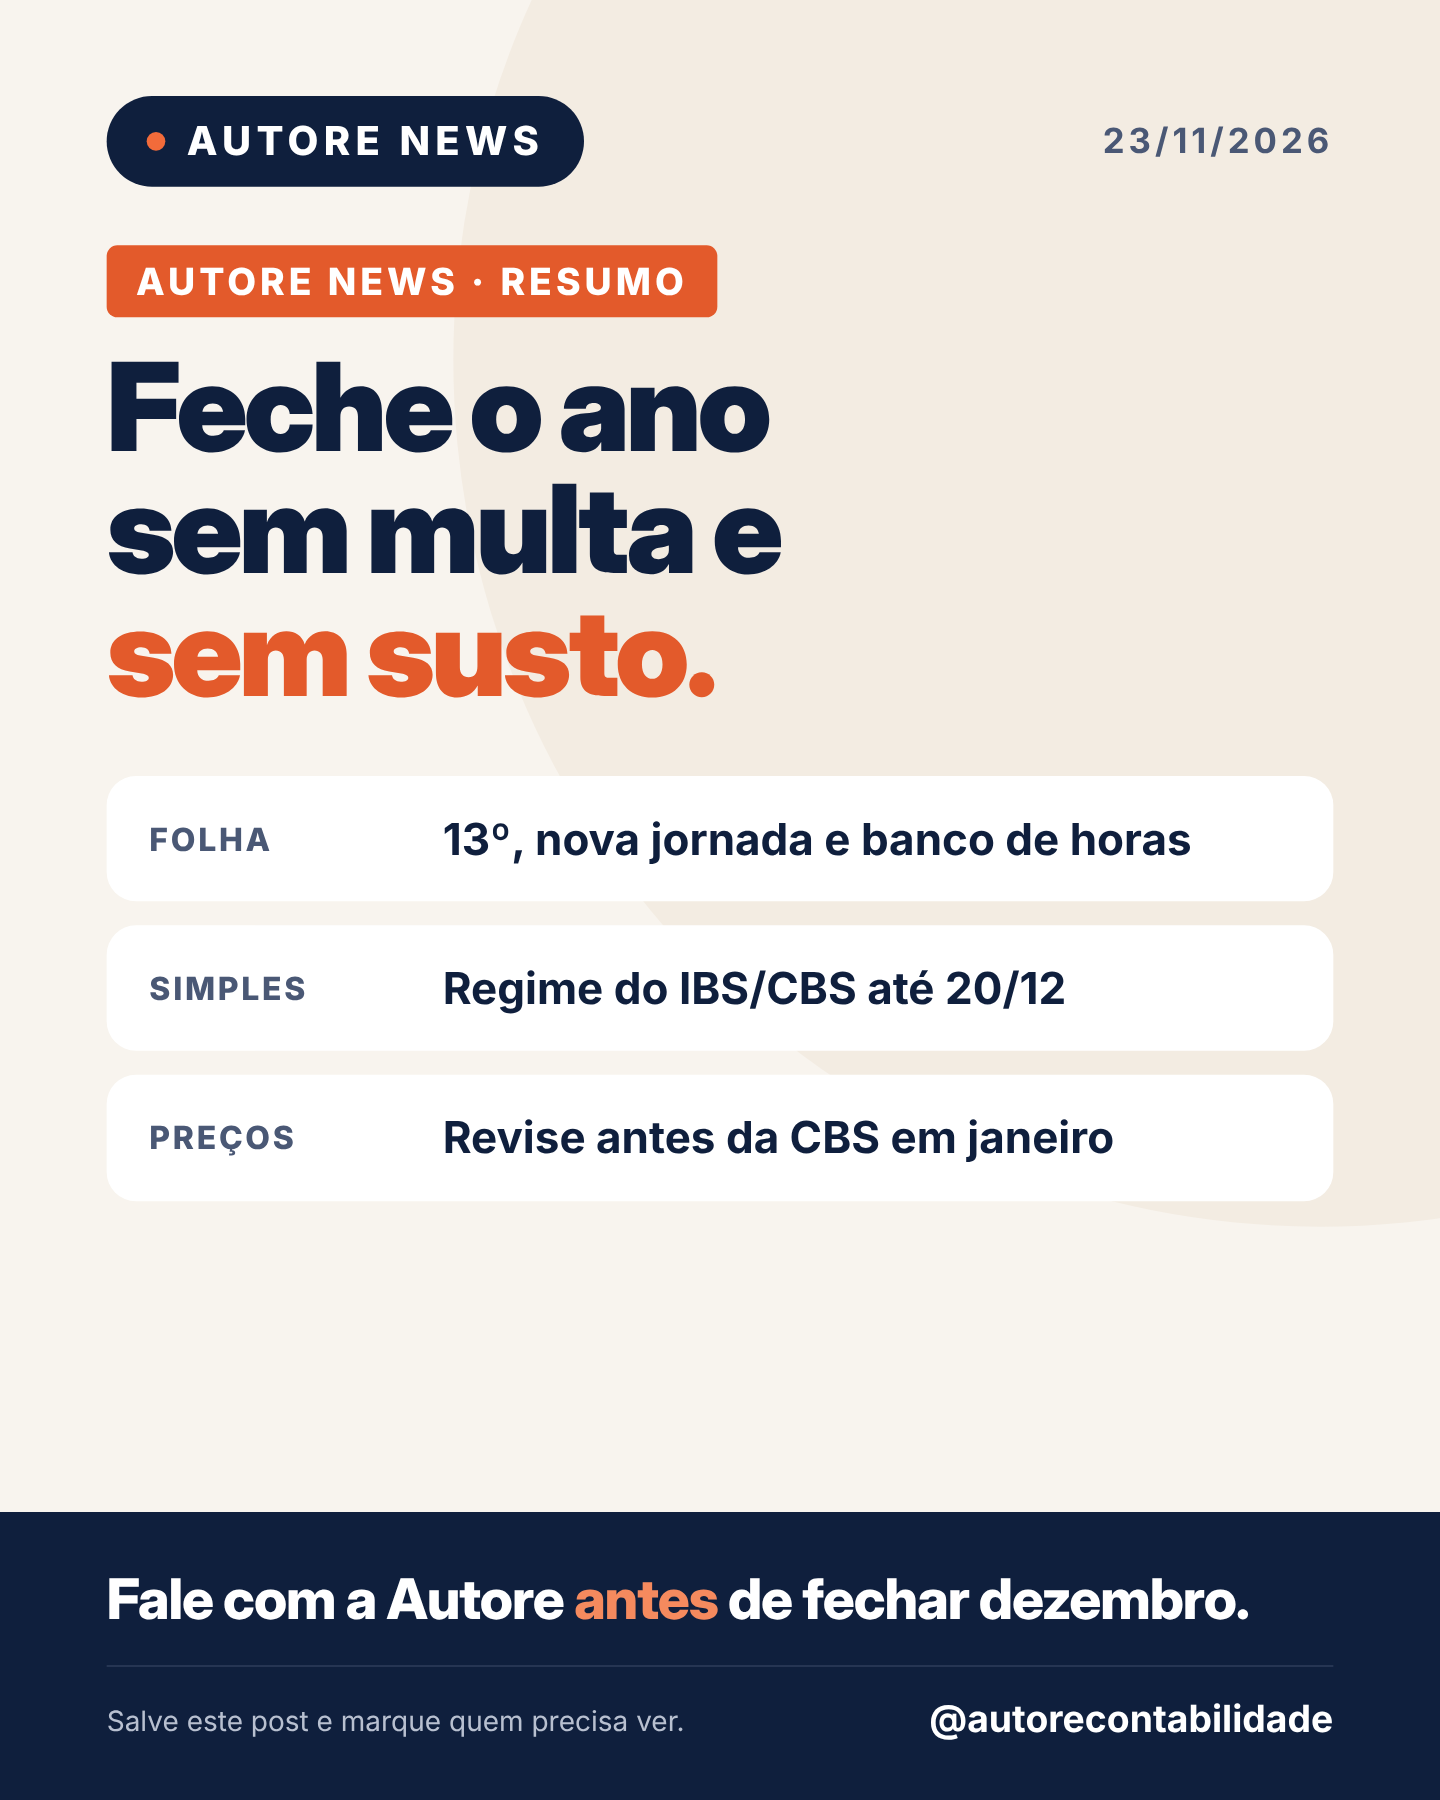 AUTORE NEWS
23/11/2026
AUTORE NEWS · RESUMO
Feche o ano
sem multa e
sem susto.
FOLHA 13º, nova jornada e banco de horas
SIMPLES Regime do IBS/CBS até 20/12
PREÇOS Revise antes da CBS em janeiro
Fale com a Autore antes de fechar dezembro.
Salve este post e marque quem precisa ver.
@autorecontabilidade